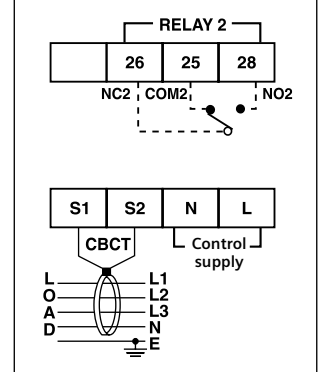 RELAY 2
26 25 28
NC2 COM2 NO2
S1 S2 N L
CBCT Control
supply
L L1
O L2
A L3
D N
E